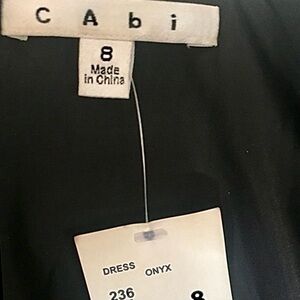 CAbi
8
Made
in China
DRESS ONYX
236 8